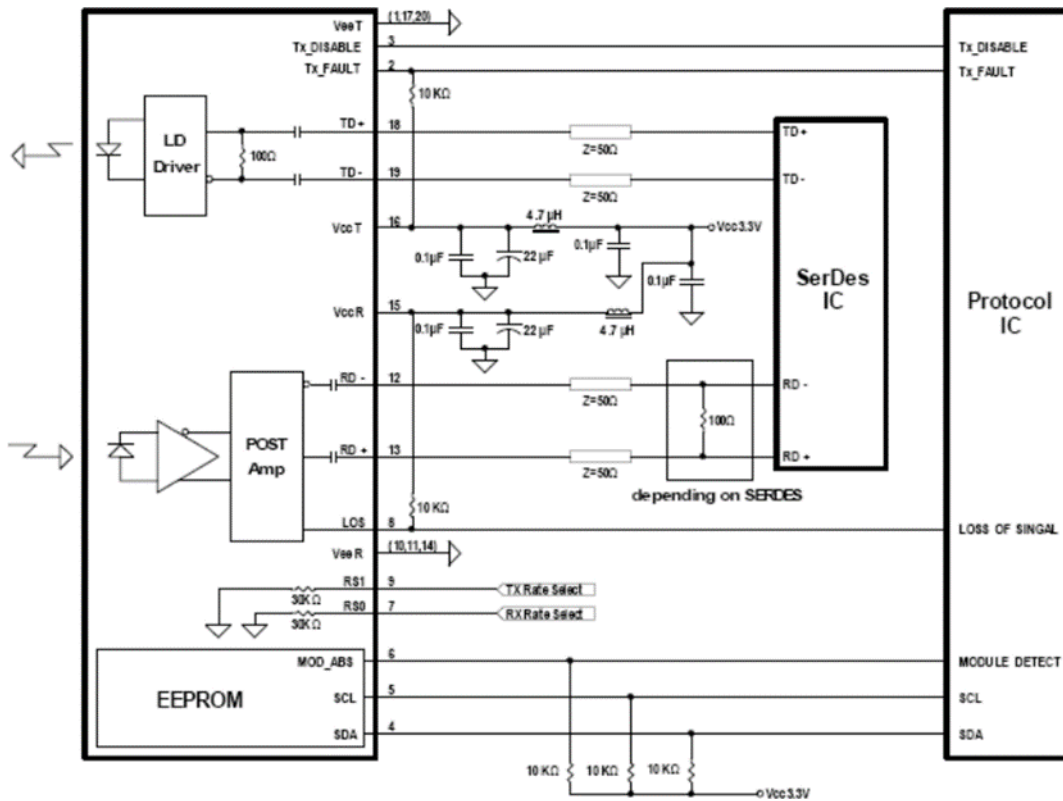 VeeT (1,17,20)
Tx_DISABLE 3 Tx_DISABLE
Tx_FAULT 2 Tx_FAULT
10 KΩ
LD Driver
100Ω
TD+ 18 Z=50Ω TD+
TD- 19 Z=50Ω TD-
VccT 16 4.7 µH Vcc3.3V
0.1µF 22 µF 0.1µF 0.1µF
VccR 15 4.7 µH
0.1µF 22 µF
SerDes IC
Protocol IC
RD - 12 Z=50Ω RD -
100Ω
POST Amp
RD + 13 Z=50Ω RD +
depending on SERDES
10 KΩ
LOS 8 LOSS OF SINGAL
VeeR (10,11,14)
RS1 9 TX Rate Select
30KΩ
RS0 7 RX Rate Select
30KΩ
MOD_ABS 6 MODULE DETECT
EEPROM
SCL 5 SCL
SDA 4 SDA
10 KΩ 10 KΩ 10 KΩ
Vcc3.3V